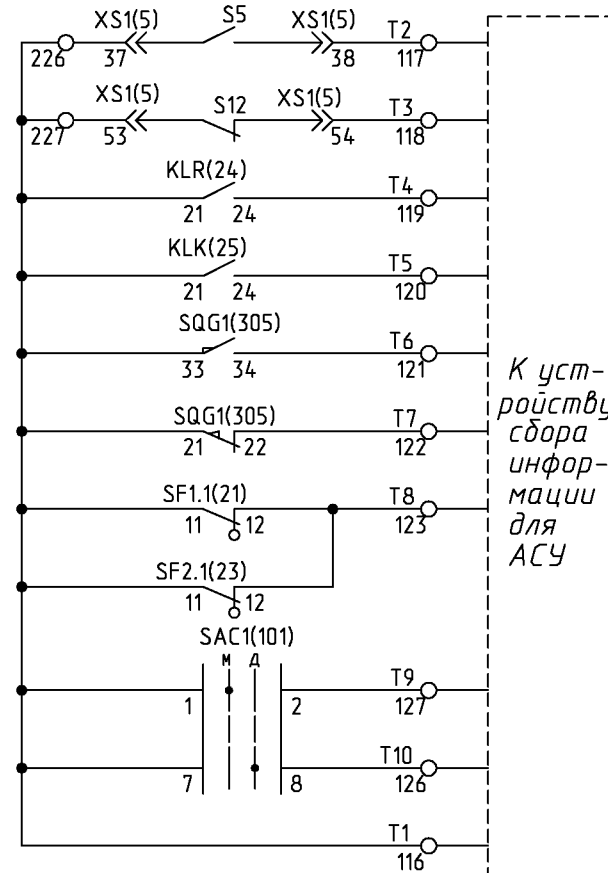 XS1(5) S5 XS1(5) T2
226 37 38 117
XS1(5) S12 XS1(5) T3
227 53 54 118
KLR(24) T4
21 24 119
KLK(25) T5
21 24 120
SQG1(305) T6
33 34 121
SQG1(305) T7
21 22 122
SF1.1(21) T8
11 12 123
SF2.1(23)
11 12
SAC1(101)
М Д
T9
1 2 127
T10
7 8 126
T1
116
К уст-
ройству
сбора
инфор-
мации
для
АСУ